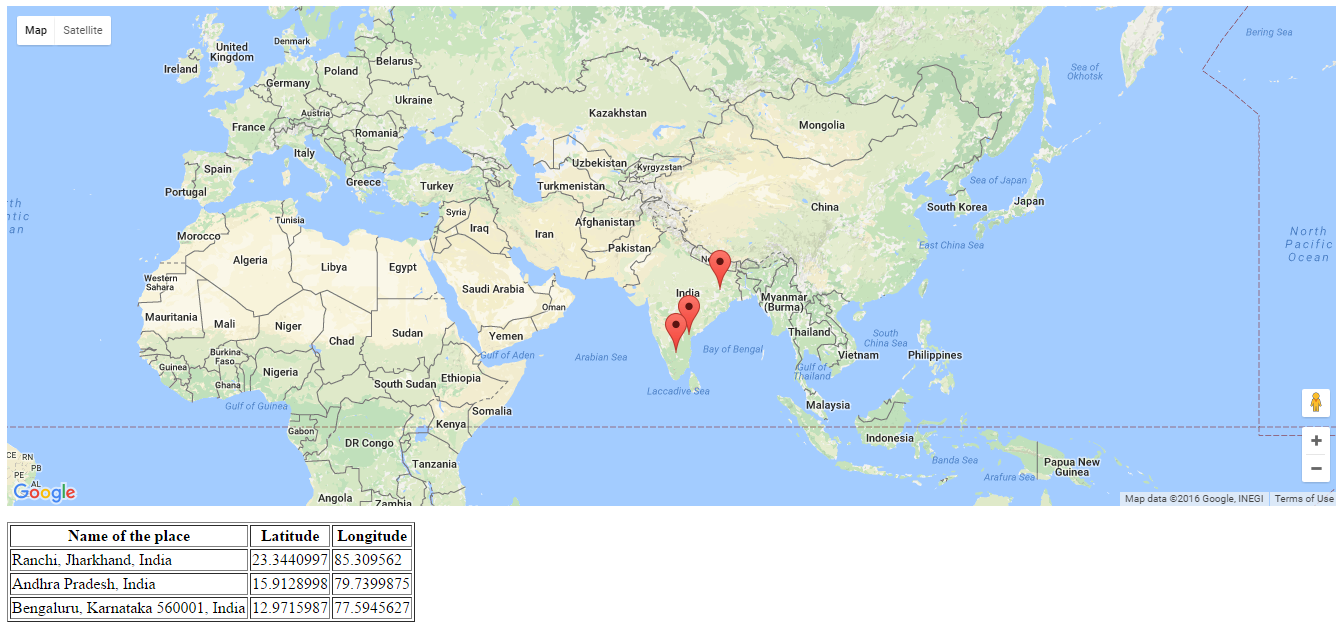 Map Satellite
Bering Sea
Denmark
United
Kingdom
Ireland
Belarus
Poland
Sea of
Okhotsk
Germany
Ukraine
Kazakhstan
Austria
France
Romania
Mongolia
Italy
Uzbekistan
Kyrgyzstan
Spain
Greece
Turkey
Turkmenistan
Sea of Japan
Portugal
Japan
South Korea
China
Syria
Tunisia
Afghanistan
Iraq
Iran
Morocco
Pakistan
East China Sea
North
Pacific
Ocean
Algeria
Libya
Egypt
Western
Sahara
Saudi Arabia
India
Myanmar
(Burma)
Oman
Mauritania
Mali
Niger
Sudan
Chad
Yemen
Thailand
South
China Sea
Bay of Bengal
Arabian Sea
Gulf of Aden
Vietnam
Philippines
Burkina
Faso
Guinea
Nigeria
Gulf of
Thailand
Ghana
South Sudan
Ethiopia
Laccadive Sea
Gulf of Guinea
Somalia
Malaysia
Kenya
Gabon
DR Congo
Indonesia
Banda Sea
Papua New
Guinea
Tanzania
Arafura Sea
CE RN
PB
PE
AL
Angola
Zambia
Google
Map data ©2016 Google, INEGI Terms of Use
Name of the place Latitude Longitude
Ranchi, Jharkhand, India 23.3440997 85.309562
Andhra Pradesh, India 15.9128998 79.7399875
Bengaluru, Karnataka 560001, India 12.9715987 77.5945627